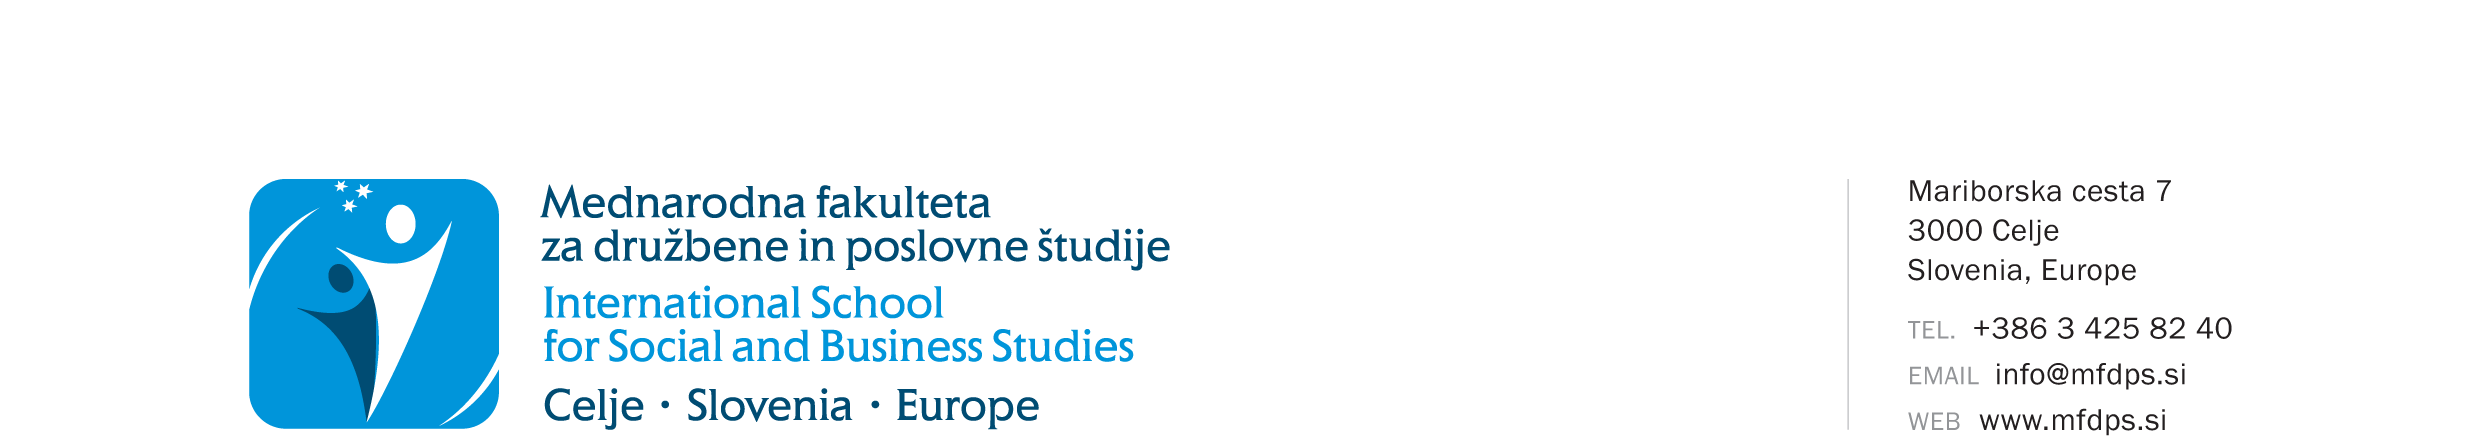 Mednarodna fakulteta
za družbene in poslovne študije
International School
for Social and Business Studies
Celje · Slovenia · Europe
Mariborska cesta 7
3000 Celje
Slovenia, Europe
TEL. +386 3 425 82 40
EMAIL info@mfdps.si
WEB www.mfdps.si